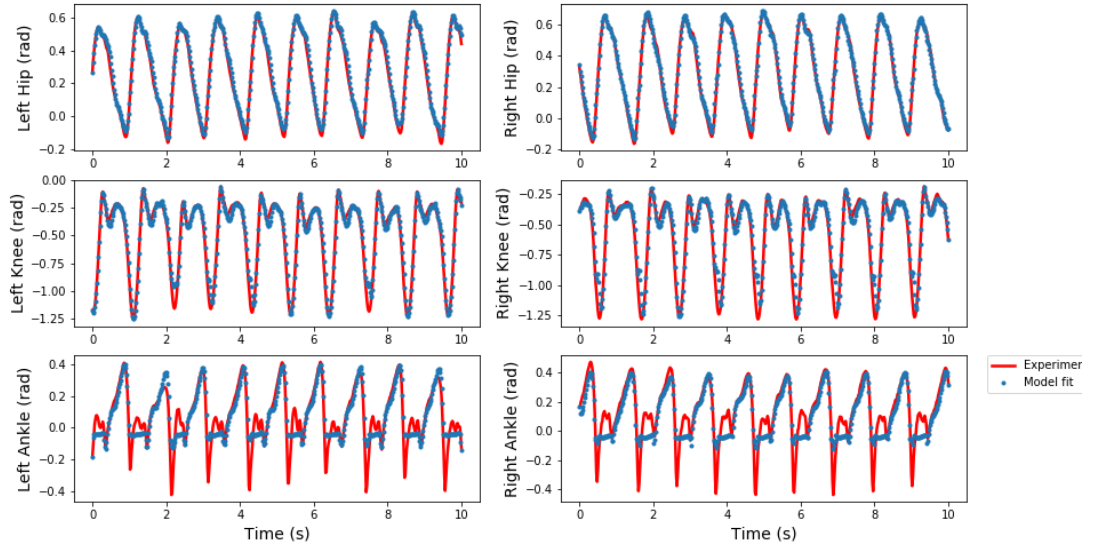 Left Hip (rad)
0.6
0.4
0.2
0.0
−0.2
0 2 4 6 8 10
Right Hip (rad)
0.6
0.4
0.2
0.0
−0.2
0 2 4 6 8 10
Left Knee (rad)
0.00
−0.25
−0.50
−0.75
−1.00
−1.25
0 2 4 6 8 10
Right Knee (rad)
−0.25
−0.50
−0.75
−1.00
−1.25
0 2 4 6 8 10
Left Ankle (rad)
0.4
0.2
0.0
−0.2
−0.4
0 2 4 6 8 10
Time (s)
Right Ankle (rad)
0.4
0.2
0.0
−0.2
−0.4
0 2 4 6 8 10
Time (s)
Experimer
Model fit